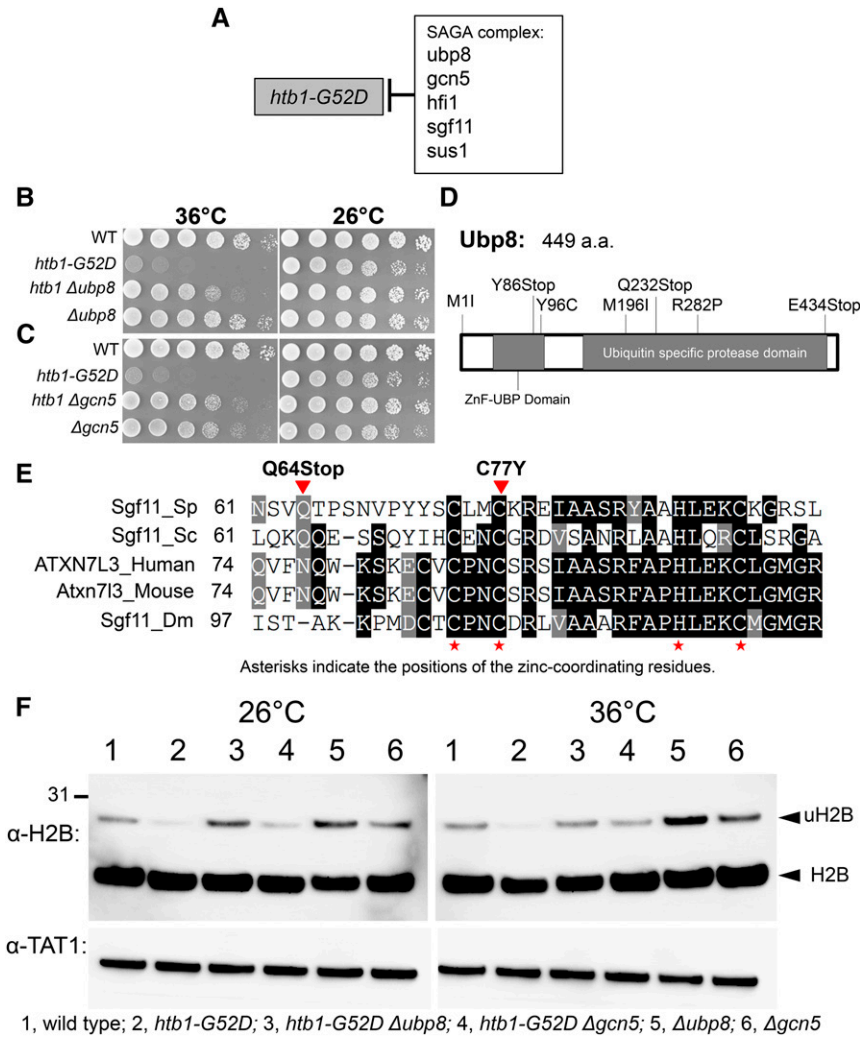 A
SAGA complex:
ubp8
gcn5
hfi1
sgf11
sus1
htb1-G52D
B
36°C
26°C
WT
htb1-G52D
htb1 Δubp8
Δubp8
C
WT
htb1-G52D
htb1 Δgcn5
Δgcn5
D
Ubp8: 449 a.a.
M1I
Y86Stop
Y96C
Q232Stop
M196I
R282P
E434Stop
Ubiquitin specific protease domain
ZnF-UBP Domain
E
Q64Stop
C77Y
Sgf11_Sp 61 NSVQTPSNVPYYSCLMCKREIAASRYAAHLEKCKGRSL
Sgf11_Sc 61 LQKQQE-SSQYIHCENCGRDVSANRLAAHLQRCLSRGA
ATXN7L3_Human 74 QVFNQW-KSKECVCPNCSRSIAASRFAPHLEKCLGMGR
Atxn7l3_Mouse 74 QVFNQW-KSKECVCPNCSRSIAASRFAPHLEKCLGMGR
Sgf11_Dm 97 IST-AK-KPMDCTCPNCDRLVAAARFAPHLEKCMGMGR
Asterisks indicate the positions of the zinc-coordinating residues.
F
26°C
36°C
1 2 3 4 5 6
1 2 3 4 5 6
31
α-H2B:
uH2B
H2B
α-TAT1:
1, wild type; 2, htb1-G52D; 3, htb1-G52D Δubp8; 4, htb1-G52D Δgcn5; 5, Δubp8; 6, Δgcn5